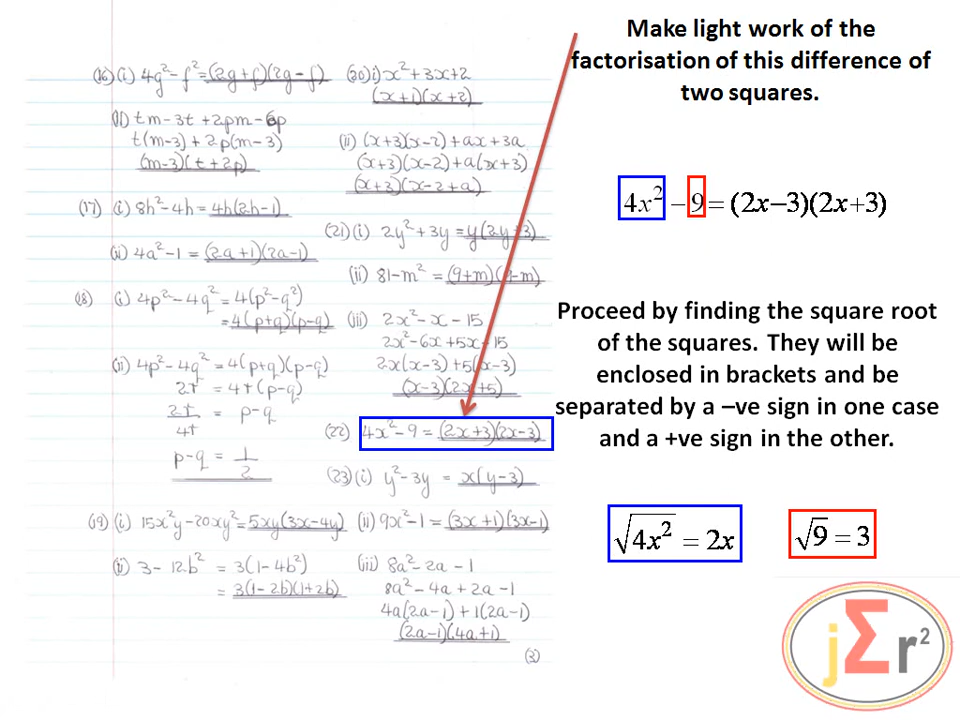 Make light work of the
factorisation of this difference of
two squares.
4x² − 9 = (2x−3)(2x+3)
Proceed by finding the square root
of the squares. They will be
enclosed in brackets and be
separated by a –ve sign in one case
and a +ve sign in the other.
√4x² = 2x
√9 = 3
jΣr²
(16) (i) 4g² − f² = (2g + f)(2g − f)
(ii) tm − 3t + 2pm − 6p
t(m−3) + 2p(m−3)
(m−3)(t + 2p)
(17) (i) 8h² − 4h = 4h(2h−1)
(ii) 4a² − 1 = (2a+1)(2a−1)
(18) (i) 4p² − 4q² = 4(p² − q²)
= 4(p+q)(p−q)
(ii) 4p² − 4q² = 4(p+q)(p−q)
= 4t(p−q)
= p−q
p−q = 1/2
(19) (i) 15x²y − 20xy² = 5xy(3x − 4y)
(ii) 3 − 12b² = 3(1 − 4b²)
= 3(1 − 2b)(1 + 2b)
(20) i) x² + 3x + 2
(x+1)(x+2)
(ii) (x+3)(x−2) + ax + 3a
(x+3)(x−2) + a(x+3)
(x+3)(x−2+a)
(21) (i) 2y² + 3y = y(2y+3)
(ii) 81 − m² = (9+m)(9−m)
(iii) 2x² − x − 15
2x² − 6x + 5x − 15
2x(x−3) + 5(x−3)
(x−3)(2x+5)
(22) 4x² − 9 = (2x+3)(2x−3)
(23) (i) y² − 3y = x(y−3)
(ii) 9x² − 1 = (3x+1)(3x−1)
(iii) 8a² − 2a − 1
8a² − 4a + 2a − 1
4a(2a−1) + 1(2a−1)
(2a−1)(4a+1)
(3)